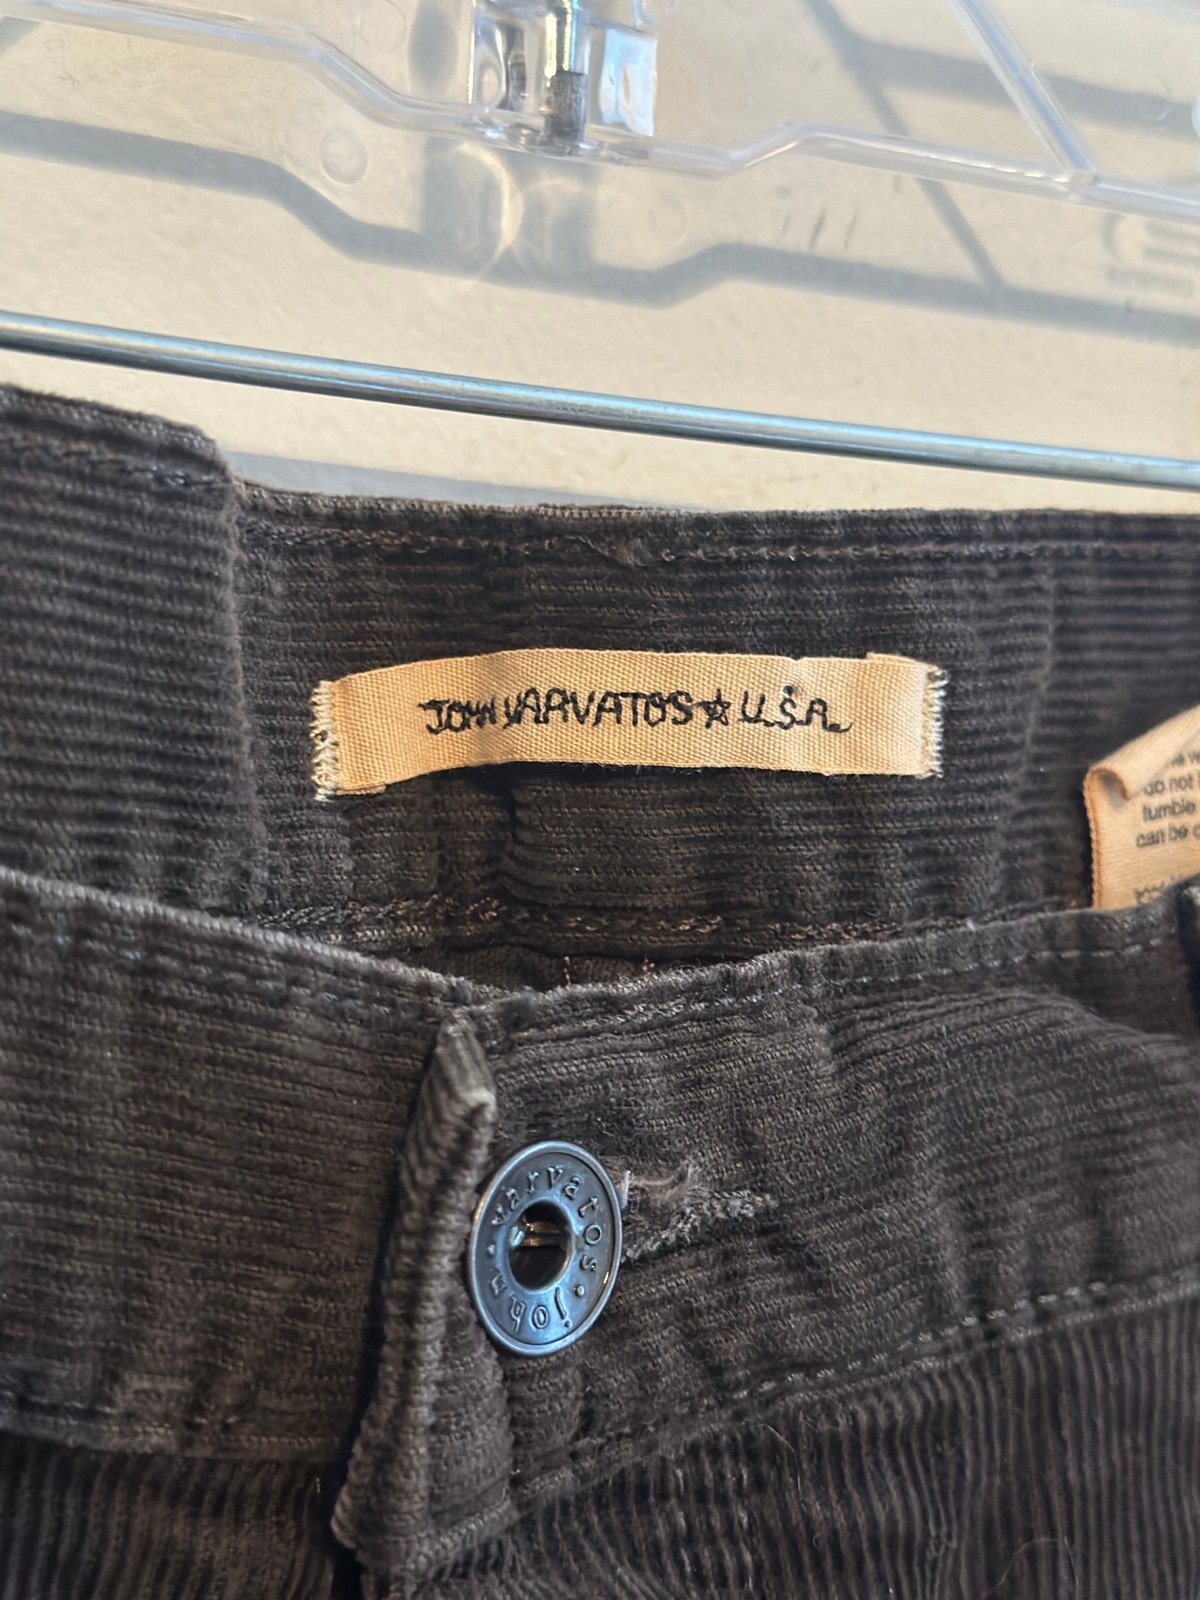 JOHN VARVATOS ☆ U.S.A.
do not
tumble
can be
john · varvatos ·